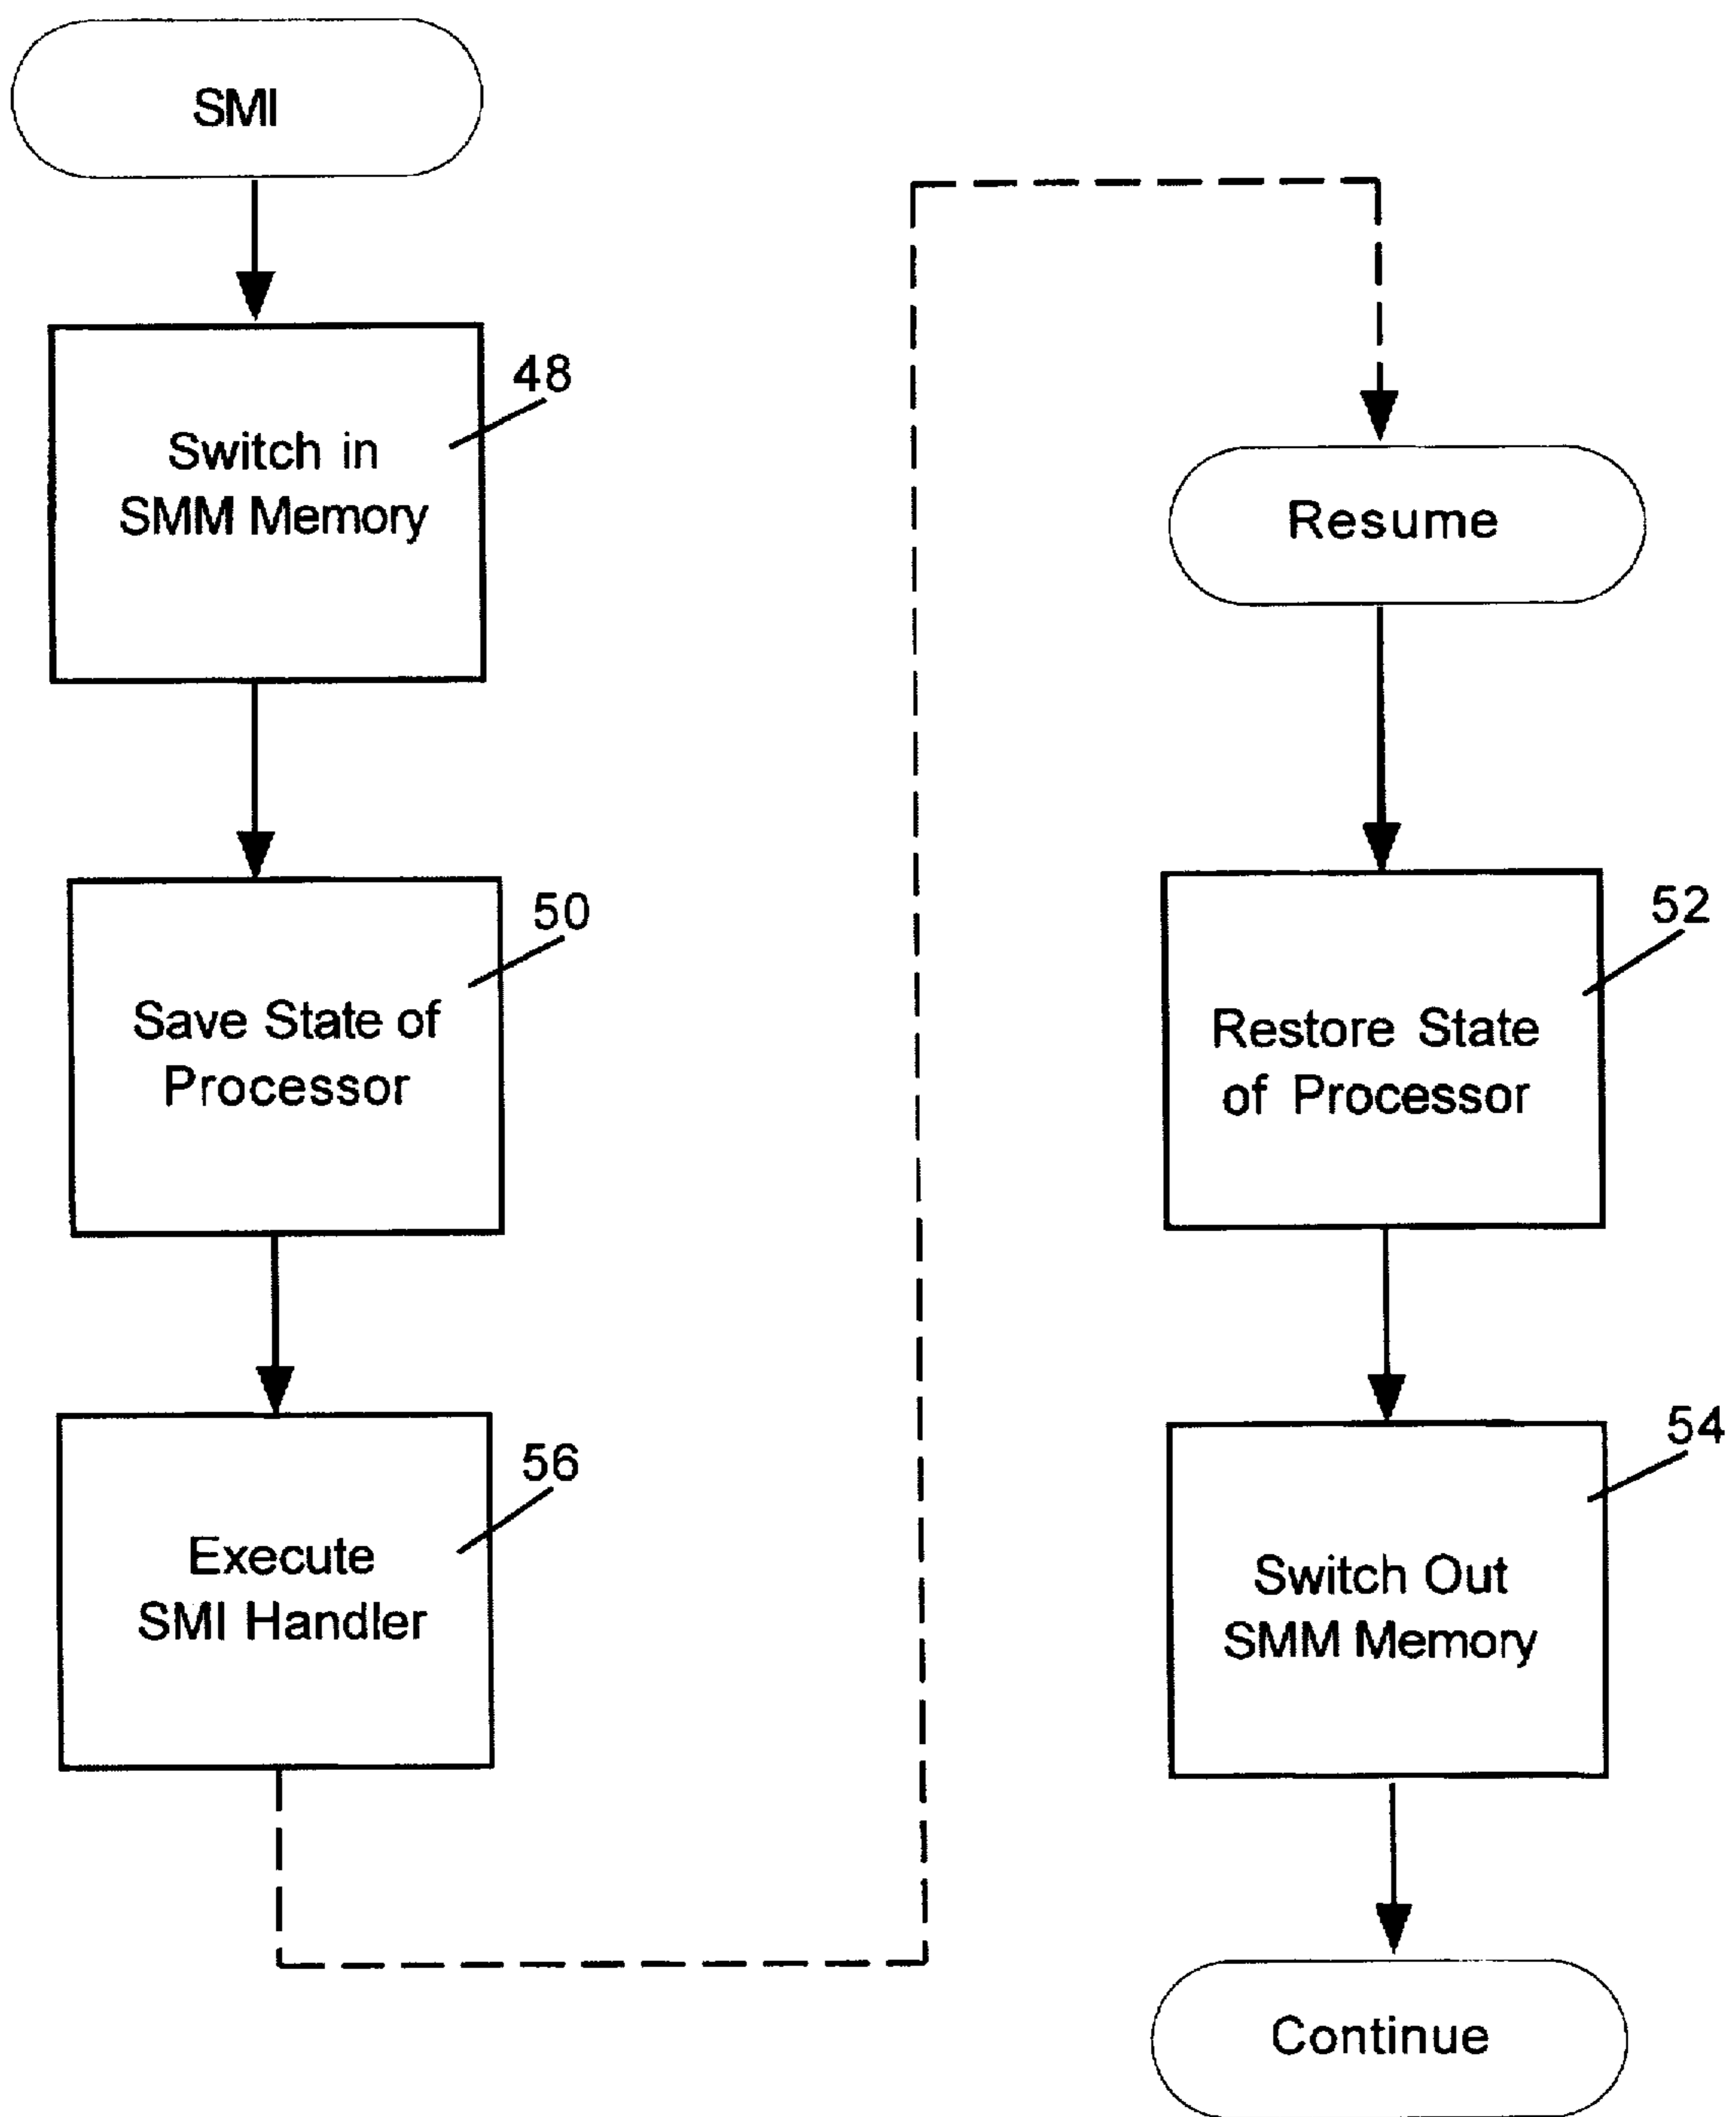 SMI
48
Switch in
SMM Memory
50
Save State of
Processor
56
Execute
SMI Handler
Resume
52
Restore State
of Processor
54
Switch Out
SMM Memory
Continue